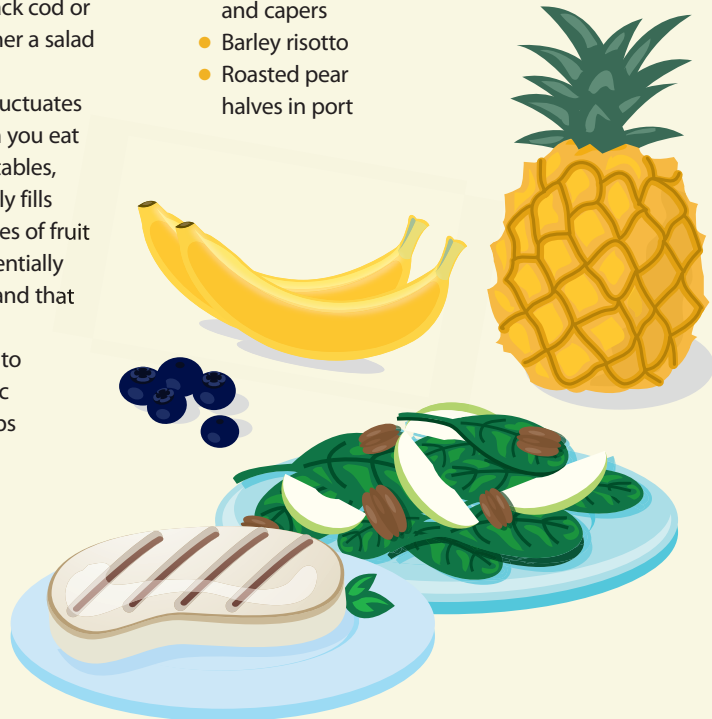 ack cod or
her a salad
uctuates
you eat
tables,
ly fills
es of fruit
entially
and that
to
c
os
and capers
● Barley risotto
● Roasted pear
halves in port